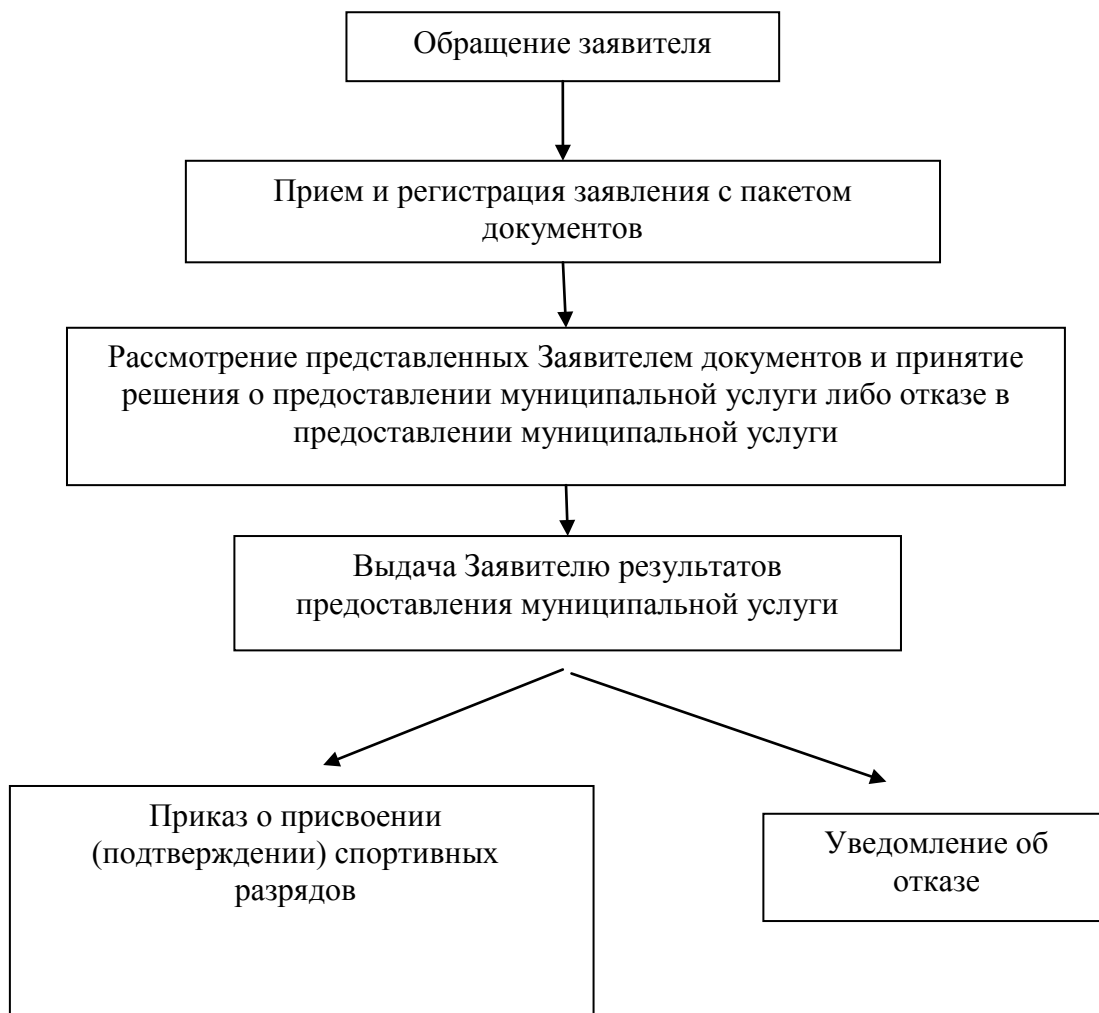 Обращение заявителя
Прием и регистрация заявления с пакетом
документов
Рассмотрение представленных Заявителем документов и принятие
решения о предоставлении муниципальной услуги либо отказе в
предоставлении муниципальной услуги
Выдача Заявителю результатов
предоставления муниципальной услуги
Приказ о присвоении
(подтверждении) спортивных
разрядов
Уведомление об
отказе